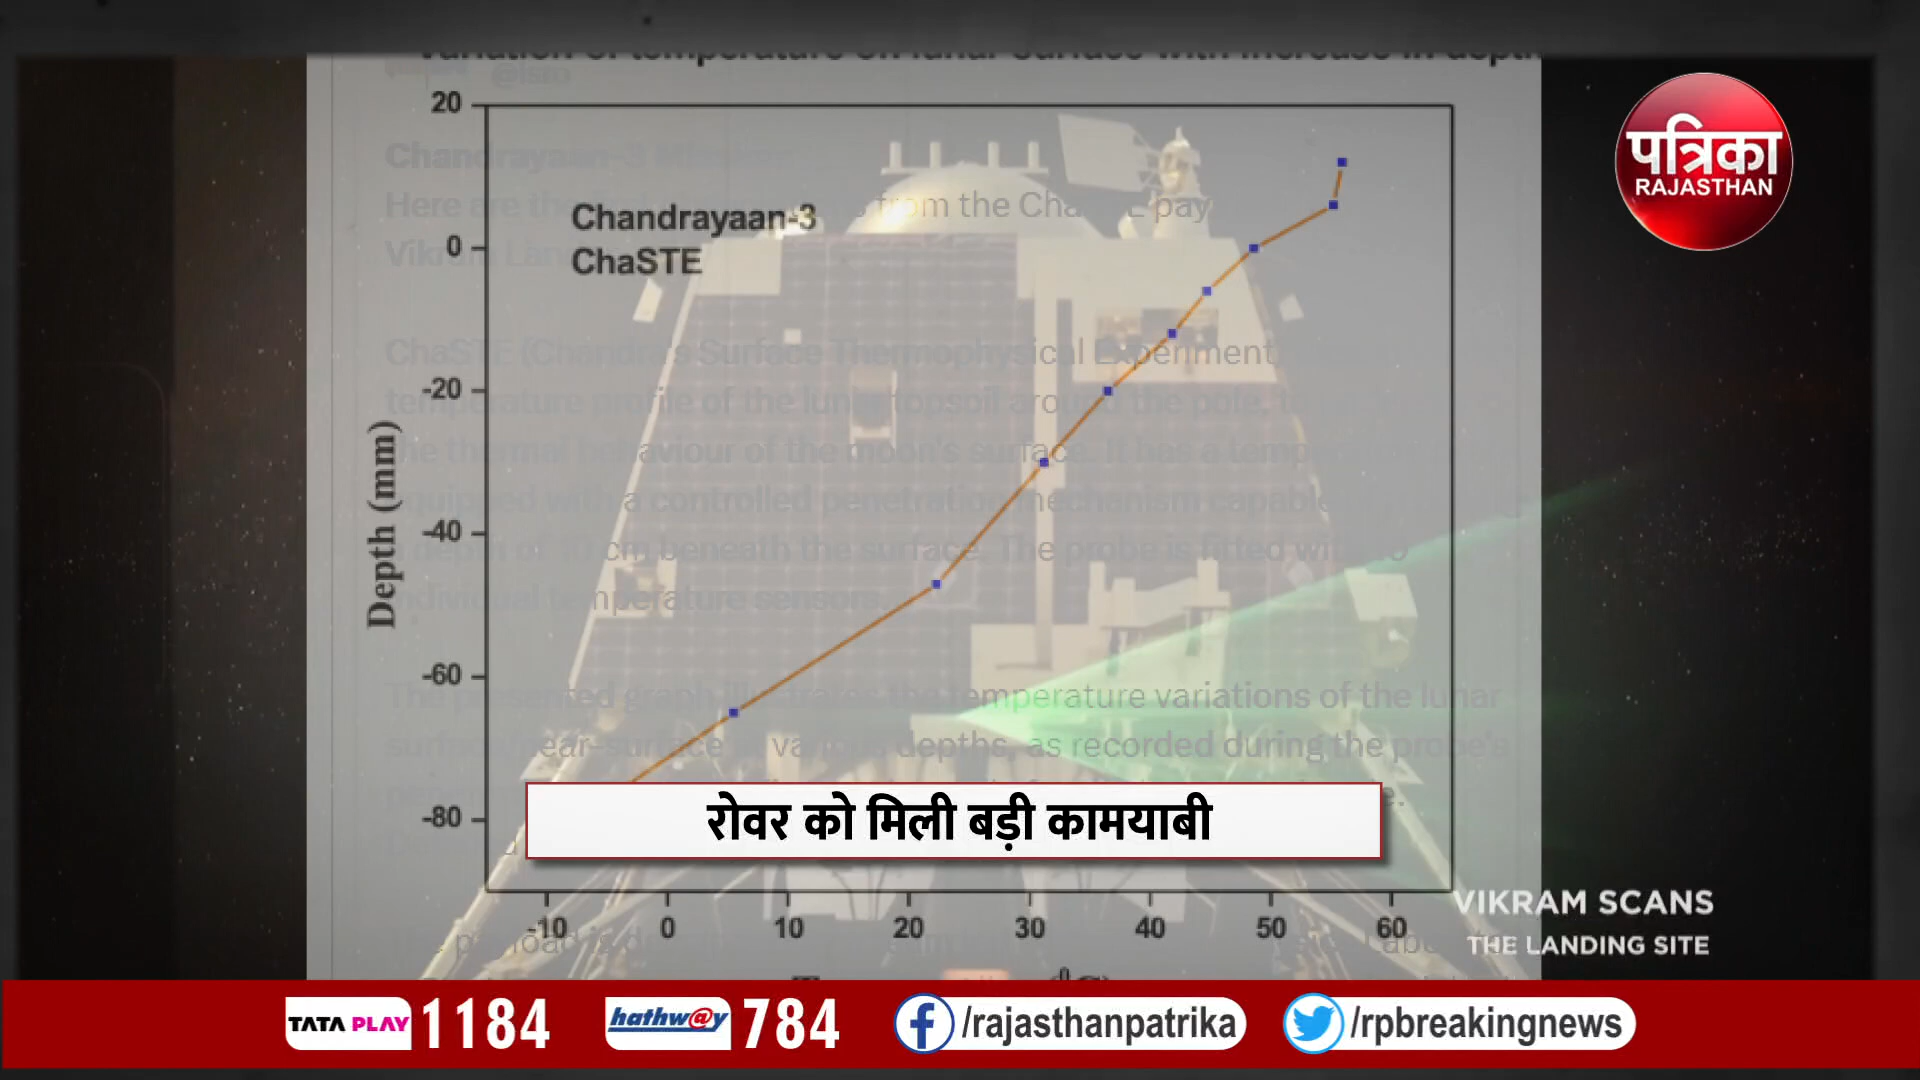 Variation of temperature on lunar surface with increase in depth
@isro
पत्रिका
RAJASTHAN
20
0
-20
-40
-60
-80
Depth (mm)
Chandrayaan-3
ChaSTE
Chandrayaan-3
Here are the from the ChaSTE pay
Vikram
ChaSTE (Chandra's Surface Thermophysical Experiment
temperature profile of the lunar topsoil around the pole, to
the thermal behaviour of the moon's surface. It has a temp
equipped with a controlled penetration mechanism capable
depth of 10 cm beneath the surface. The probe is fitted with 10
individual temperature sensors.
The presented graph illustrates the temperature variations of the lunar
surface/near-surface at various depths, as recorded during the probe's
रोवर को मिली बड़ी कामयाबी
-10 0 10 20 30 40 50 60
VIKRAM SCANS
THE LANDING SITE
TATA PLAY 1184 hathw@y 784 /rajasthanpatrika /rpbreakingnews